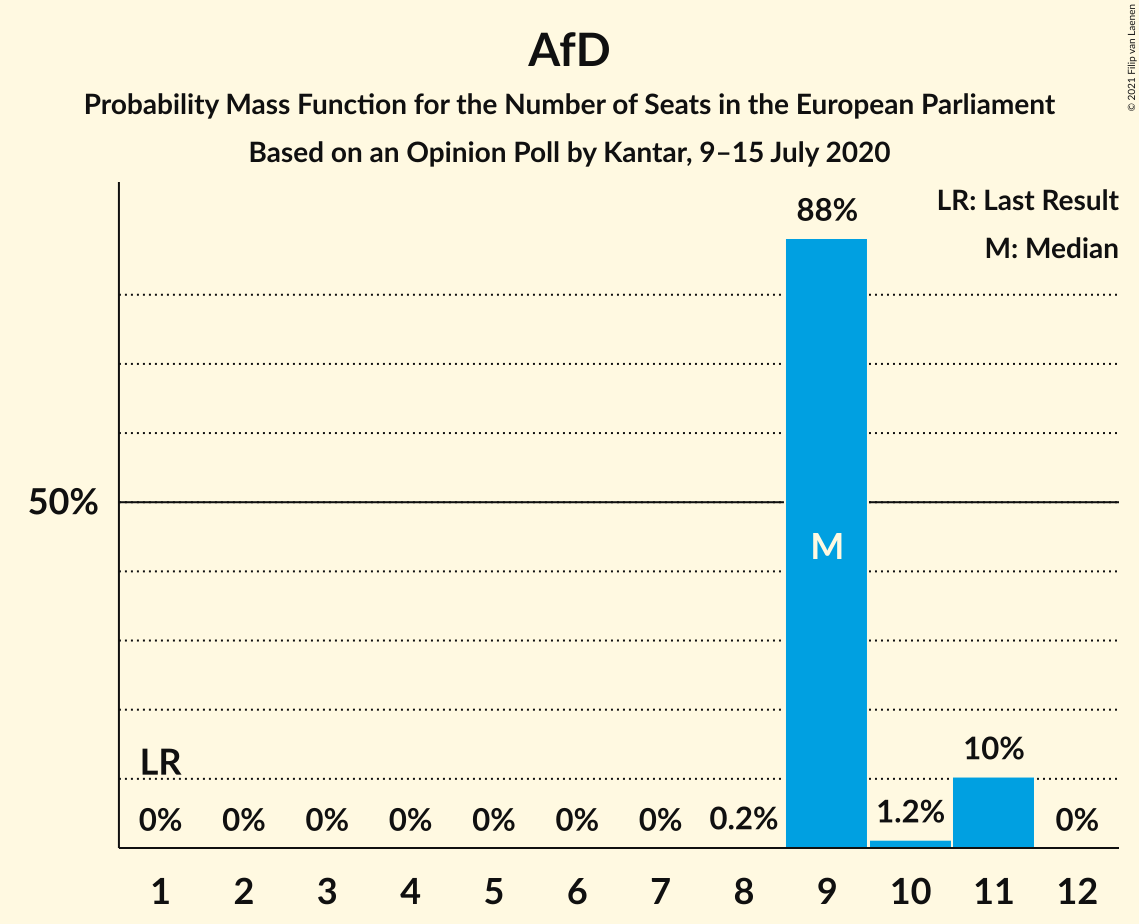 AfD
Probability Mass Function for the Number of Seats in the European Parliament
Based on an Opinion Poll by Kantar, 9–15 July 2020
© 2021 Filip van Laenen
LR: Last Result
M: Median
88%
50%
M
LR
10%
0% 0% 0% 0% 0% 0% 0% 0.2% 1.2% 0%
1 2 3 4 5 6 7 8 9 10 11 12